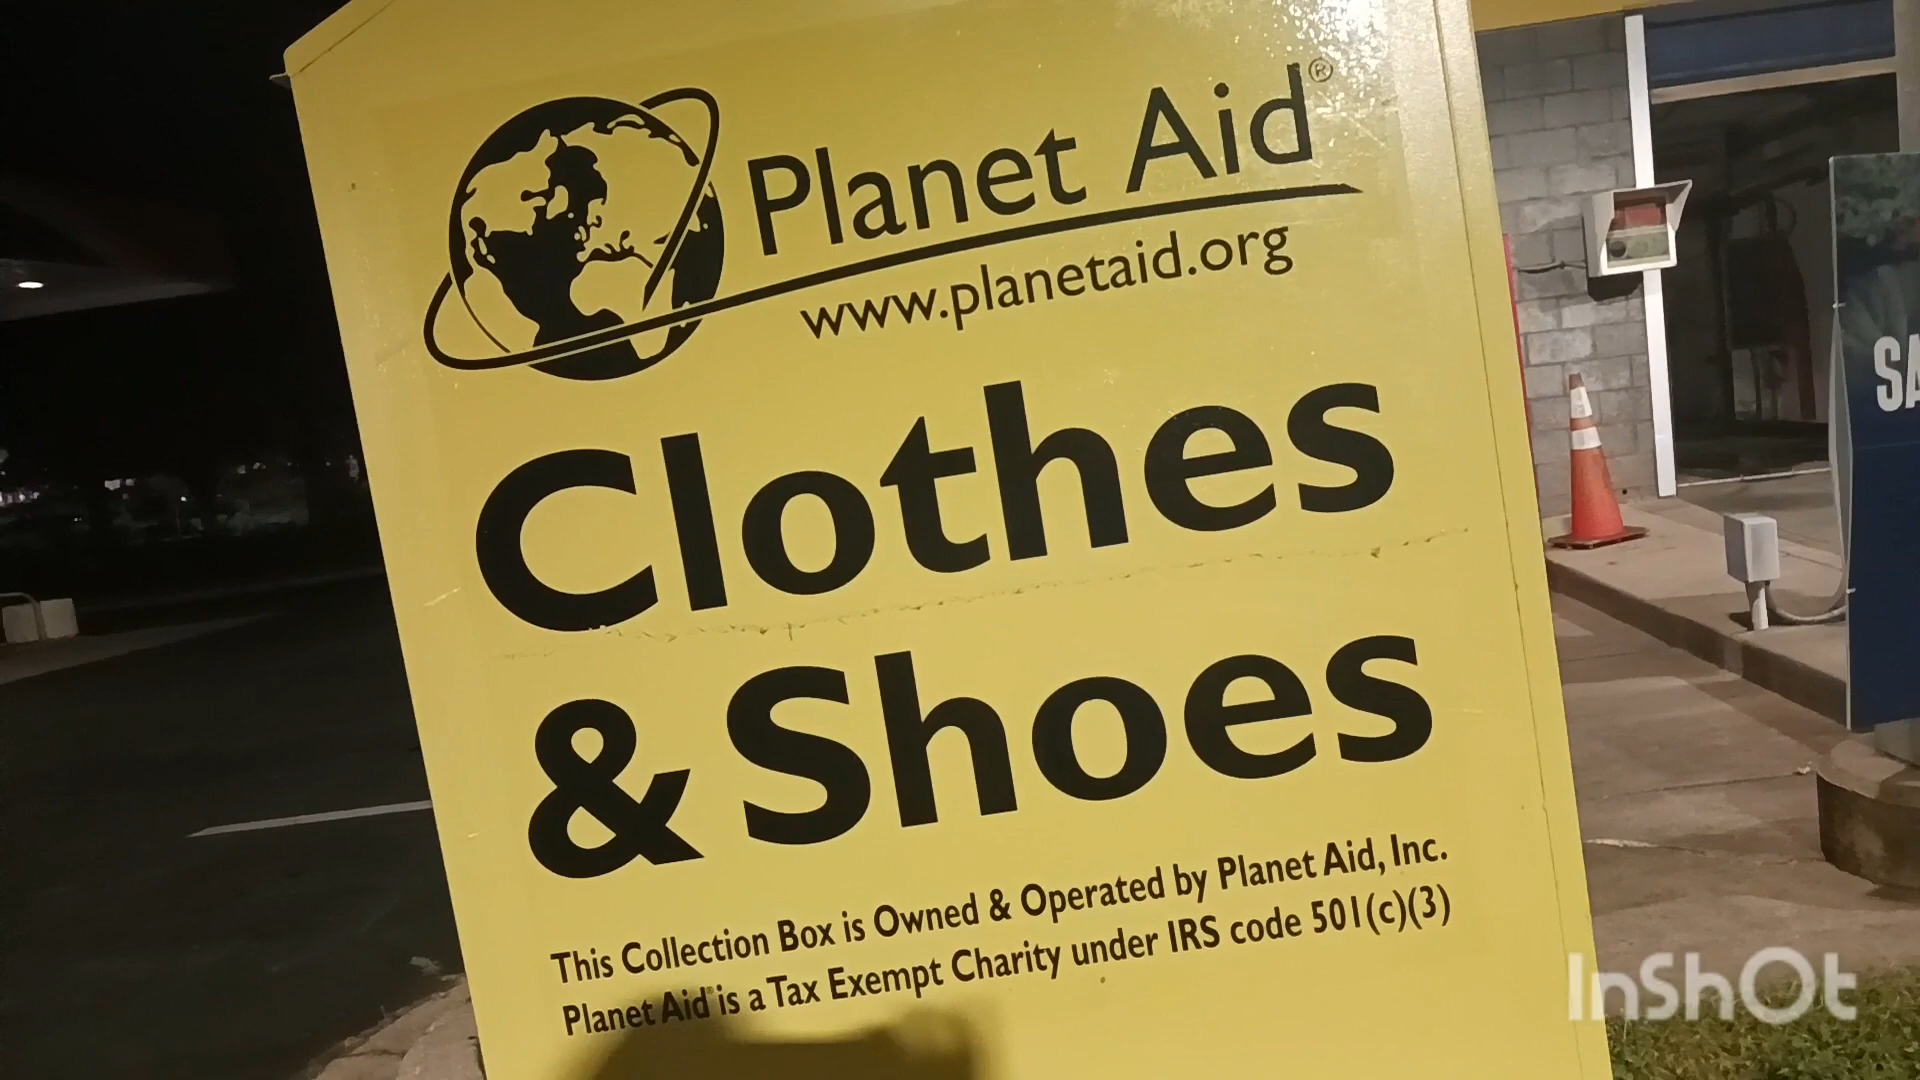 Planet Aid®
www.planetaid.org
Clothes
& Shoes
This Collection Box is Owned & Operated by Planet Aid, Inc.
Planet Aid® is a Tax Exempt Charity under IRS code 501(c)(3)
SA
InShOt